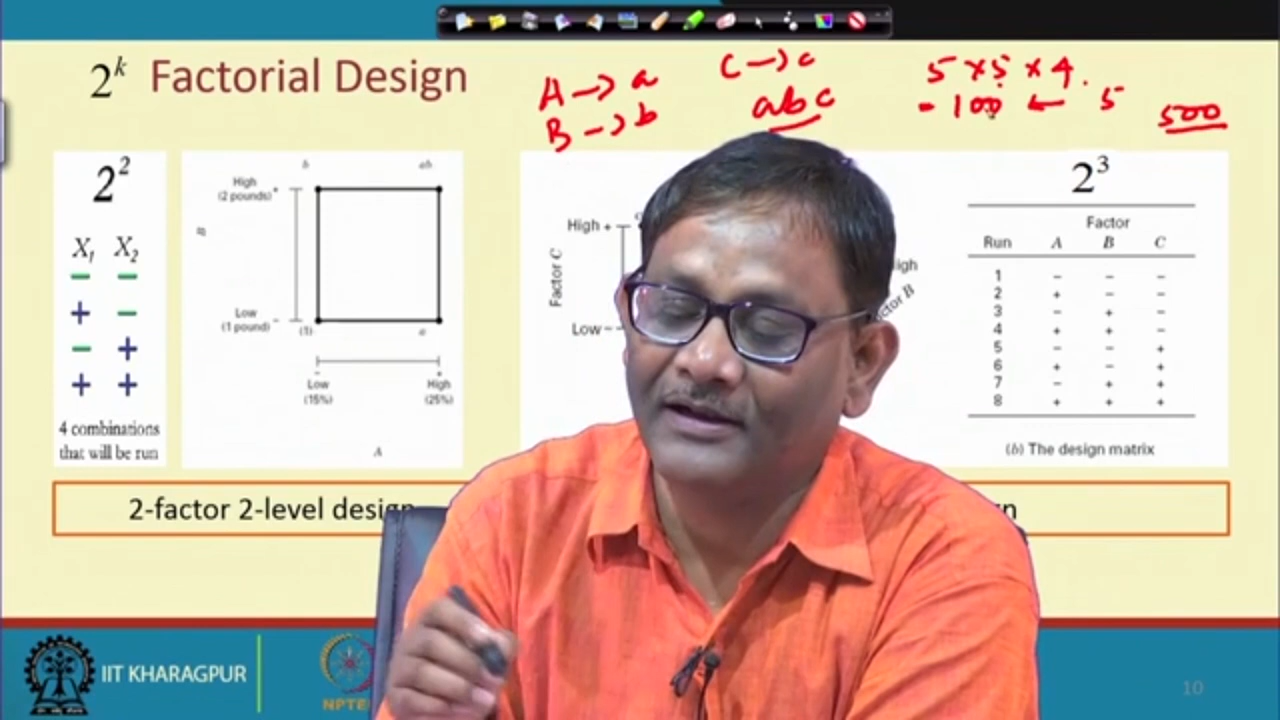 2^k Factorial Design
A → a
B → b
C → c
abc
5 × 5 × 4
= 100 ← 5
500
2^2
X₁ X₂
− −
+ −
− +
+ +
4 combinations
that will be run
b ab
High
(2 pounds) +
B
Low
(1 pound) −
(1) a
− +
Low High
(15%) (25%)
A
High +
Factor C
Low −
c
igh
ctor B
2^3
Factor
Run A B C
1 − − −
2 + − −
3 − + −
4 + + −
5 − − +
6 + − +
7 − + +
8 + + +
(b) The design matrix
2-factor 2-level design
n
IIT KHARAGPUR
NPTE
10